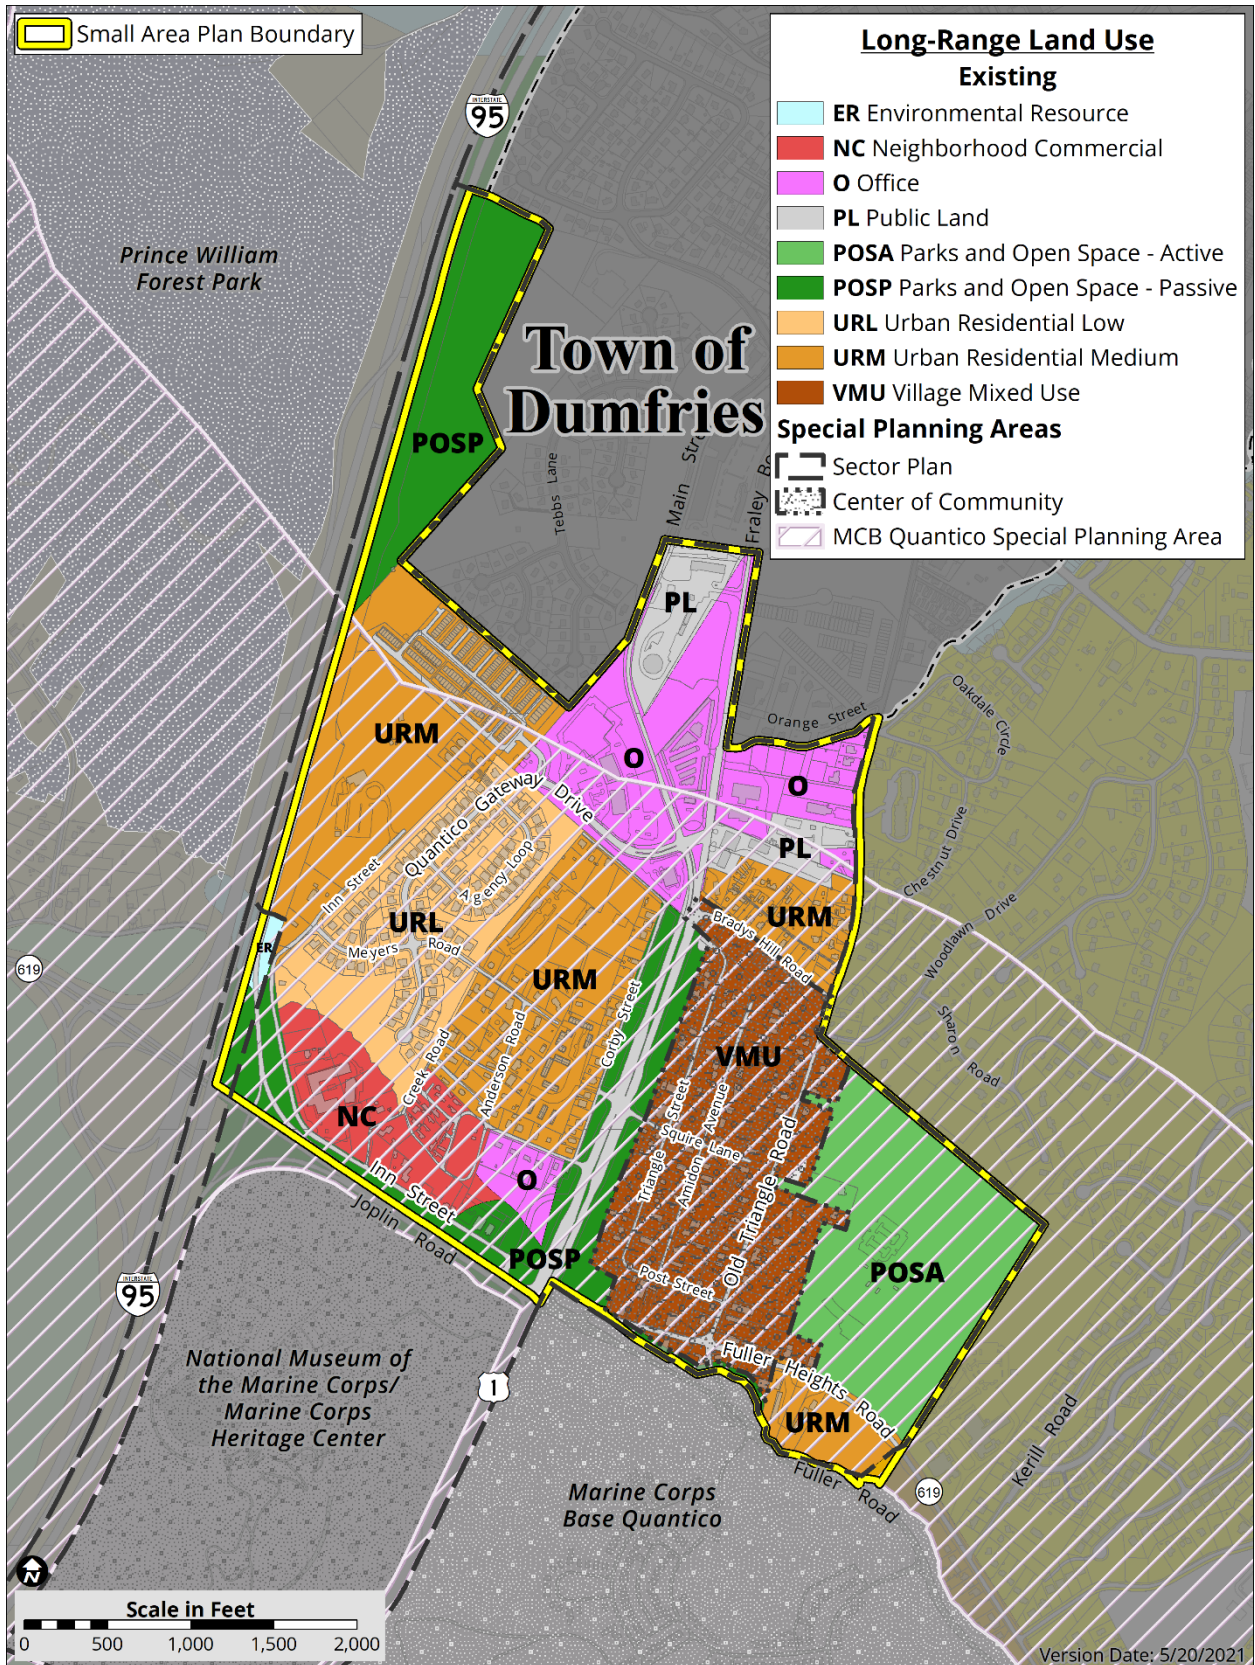 Small Area Plan Boundary
Long-Range Land Use
Existing
ER Environmental Resource
NC Neighborhood Commercial
O Office
PL Public Land
POSA Parks and Open Space - Active
POSP Parks and Open Space - Passive
URL Urban Residential Low
URM Urban Residential Medium
VMU Village Mixed Use
Special Planning Areas
Sector Plan
Center of Community
MCB Quantico Special Planning Area
INTERSTATE
95
Prince William
Forest Park
Town of
Dumfries
POSP
Tebbs Lane
Main Stre
Fraley Bo
PL
Orange Street
Oakdale Circle
URM
O
O
Quantico Gateway Drive
PL
Chestnut Drive
Inn Street
Agency Loop
URL
URM
Bradys Hill Road
Woodlawn Drive
ER
Meyers Road
619
URM
Corby Street
Sharon Road
VMU
Creek Road
Anderson Road
NC
Triangle Street
Amidon Avenue
Squire Lane
Old Triangle Road
O
Inn Street
Joplin Road
POSP
POSA
Post Street
INTERSTATE
95
Fuller Heights Road
National Museum of
the Marine Corps/
Marine Corps
Heritage Center
1
URM
Kerill Road
Fuller Road
619
Marine Corps
Base Quantico
N
Scale in Feet
0 500 1,000 1,500 2,000
Version Date: 5/20/2021